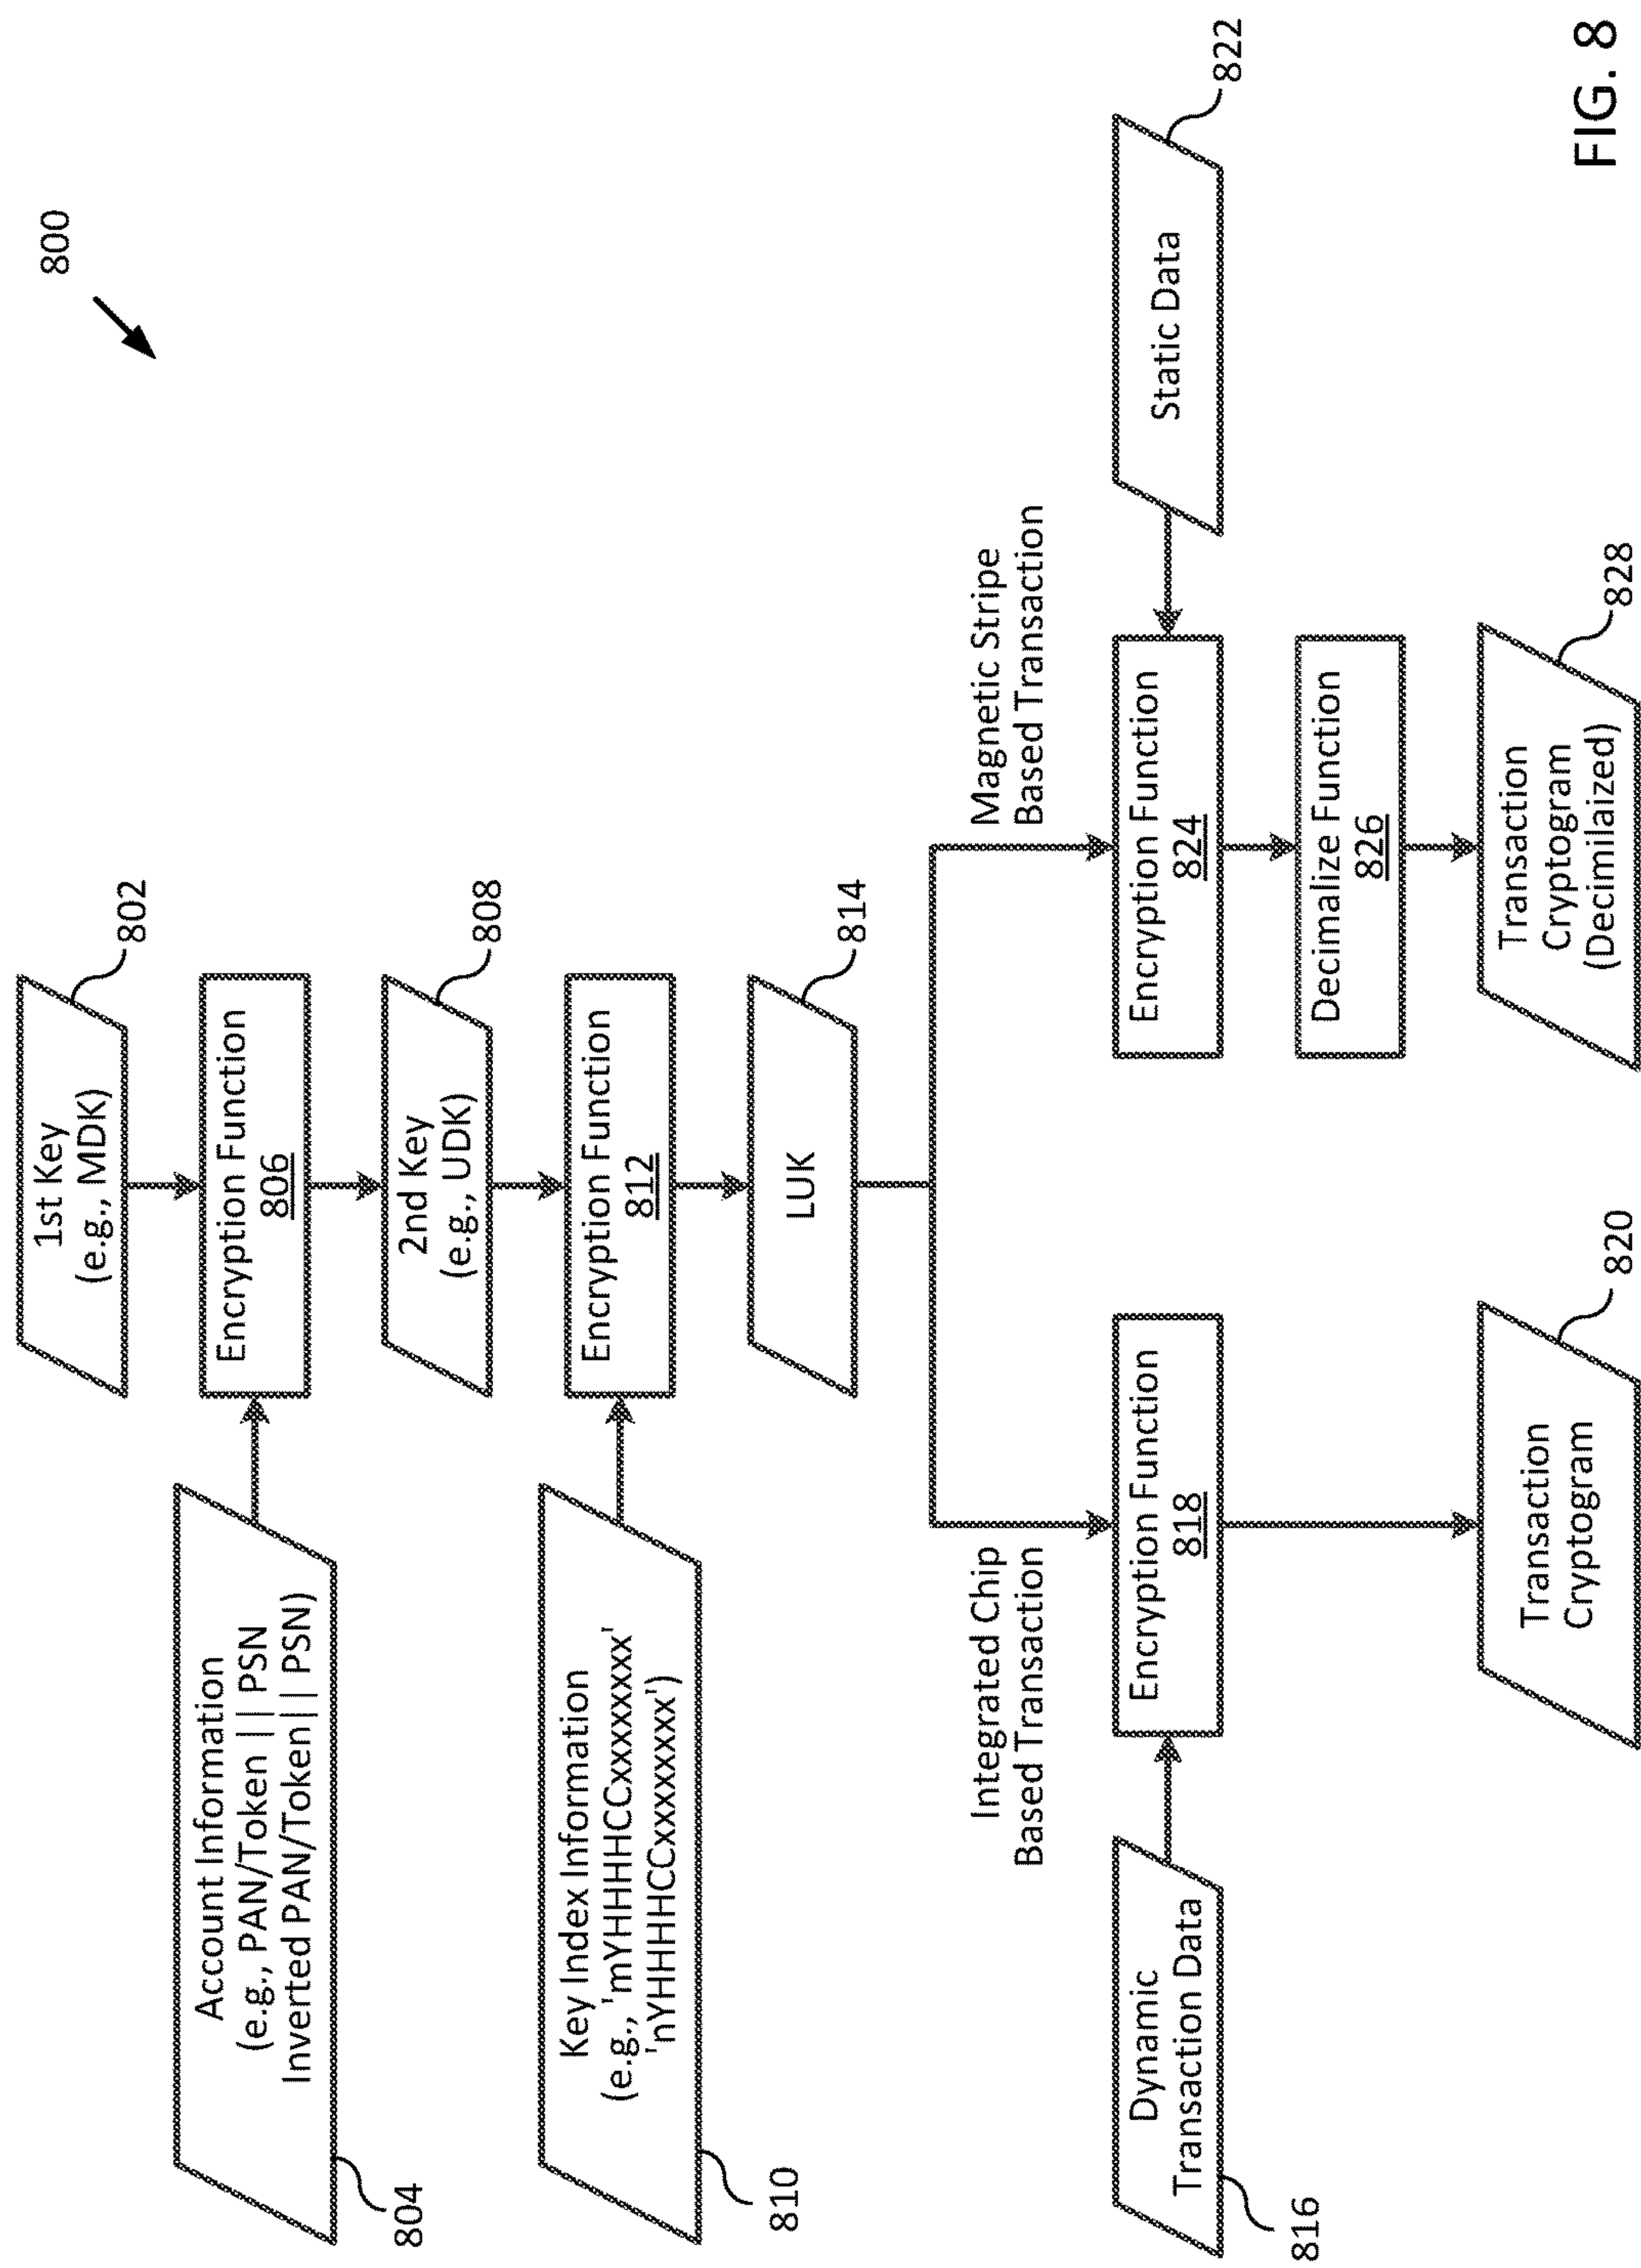 800
1st Key
(e.g., MDK)
802
Account Information
(e.g., PAN/Token || PSN
Inverted PAN/Token || PSN)
804
Encryption Function
806
2nd Key
(e.g., UDK)
808
Key Index Information
(e.g., 'mYHHHHCCxxxxxxxx'
'nYHHHHCCxxxxxxxx')
810
Encryption Function
812
LUK
814
Integrated Chip
Based Transaction
Magnetic Stripe
Based Transaction
Dynamic
Transaction Data
816
Encryption Function
818
Encryption Function
824
Static Data
822
Decimalize Function
826
Transaction
Cryptogram
820
Transaction
Cryptogram
(Decimilaized)
828
FIG. 8